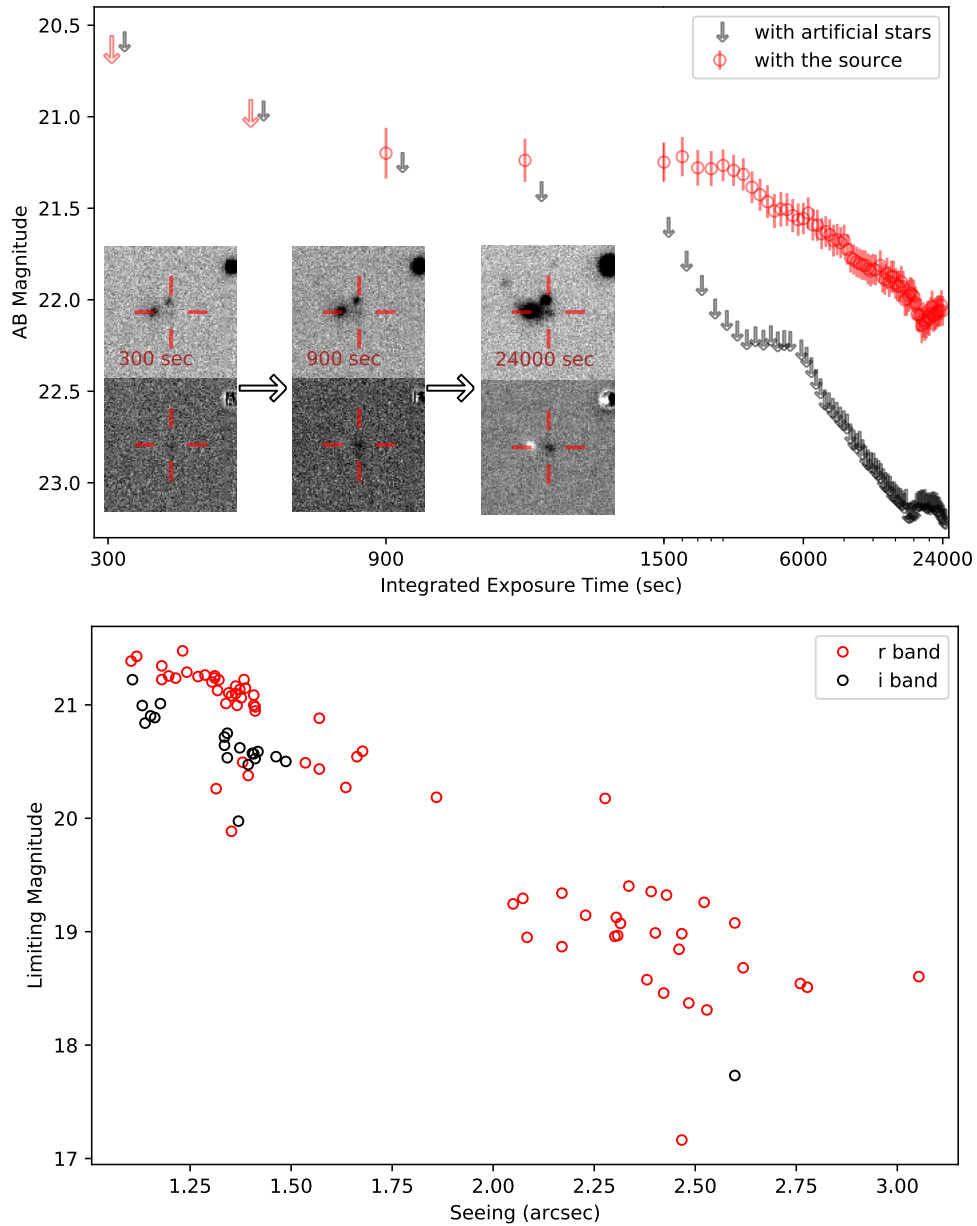 with artificial stars
with the source
20.5
21.0
21.5
22.0
22.5
23.0
AB Magnitude
300 sec
900 sec
24000 sec
300
900
1500
6000
24000
Integrated Exposure Time (sec)
r band
i band
21
20
19
18
17
Limiting Magnitude
1.25
1.50
1.75
2.00
2.25
2.50
2.75
3.00
Seeing (arcsec)